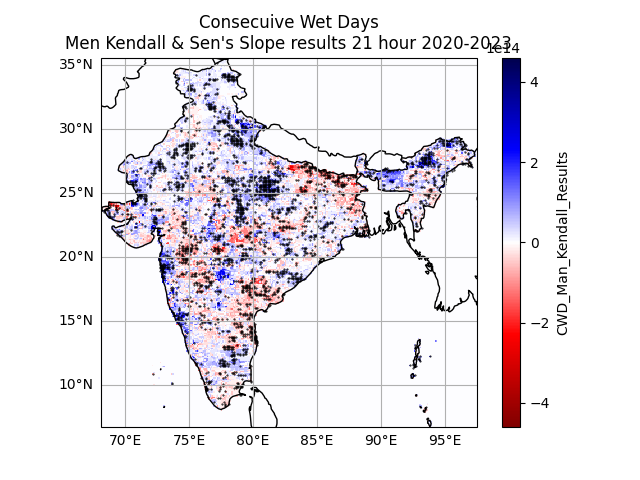 Consecuive Wet Days
Men Kendall & Sen's Slope results 21 hour 2020-2023
1e14
35°N
30°N
25°N
20°N
15°N
10°N
70°E
75°E
80°E
85°E
90°E
95°E
4
2
0
−2
−4
CWD_Man_Kendall_Results